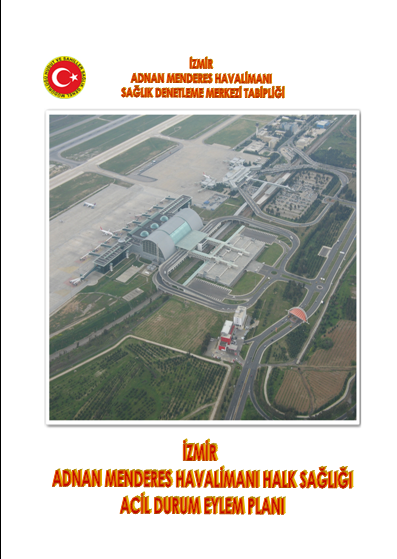 İZMİR
ADNAN MENDERES HAVALİMANI
SAĞLIK DENETLEME MERKEZİ TABİPLİĞİ
İZMİR
ADNAN MENDERES HAVALİMANI HALK SAĞLIĞI
ACİL DURUM EYLEM PLANI